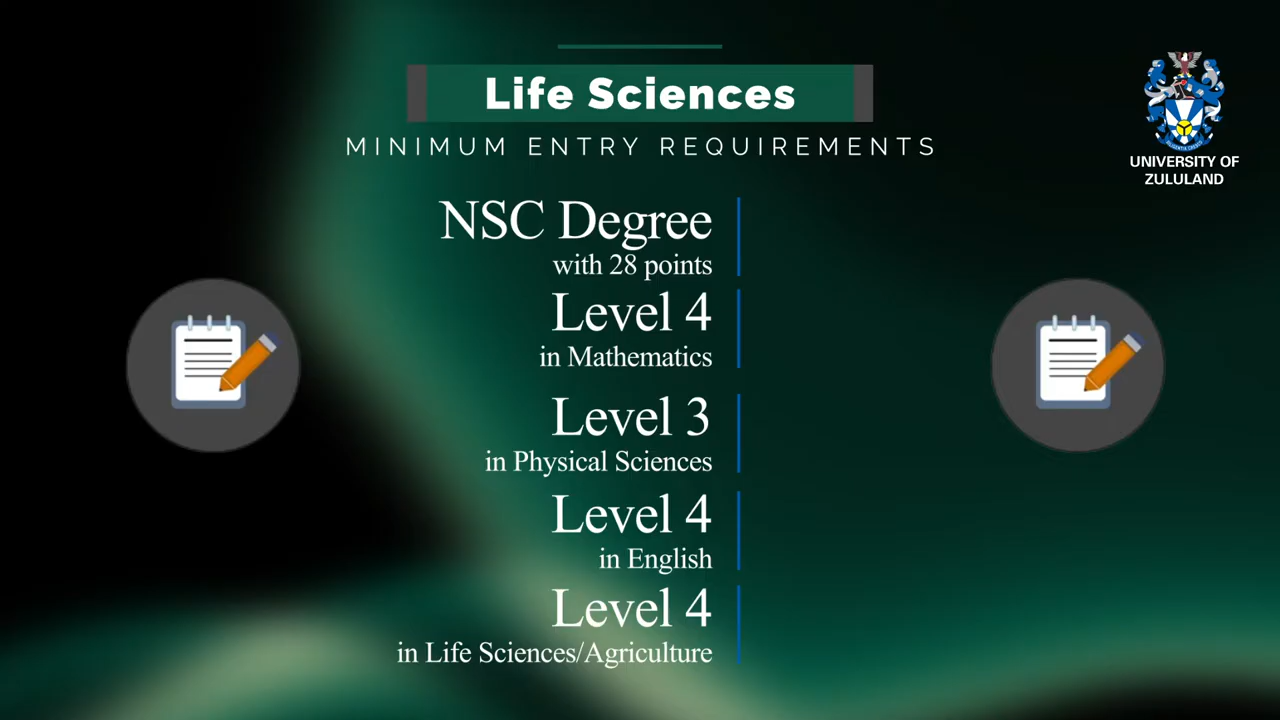 Life Sciences
MINIMUM ENTRY REQUIREMENTS
UNIVERSITY OF
ZULULAND
NSC Degree
with 28 points
Level 4
in Mathematics
Level 3
in Physical Sciences
Level 4
in English
Level 4
in Life Sciences/Agriculture